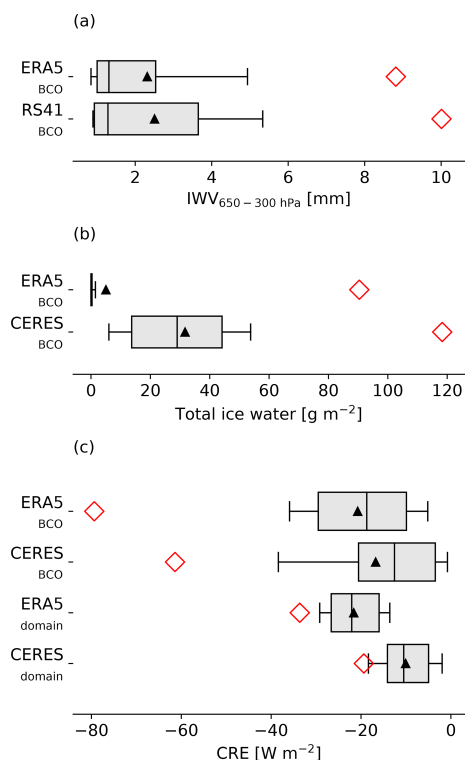 (a)
ERA5
BCO
RS41
BCO
2 4 6 8 10
IWV650 − 300 hPa [mm]
(b)
ERA5
BCO
CERES
BCO
0 20 40 60 80 100 120
Total ice water [g m−2]
(c)
ERA5
BCO
CERES
BCO
ERA5
domain
CERES
domain
−80 −60 −40 −20 0
CRE [W m−2]